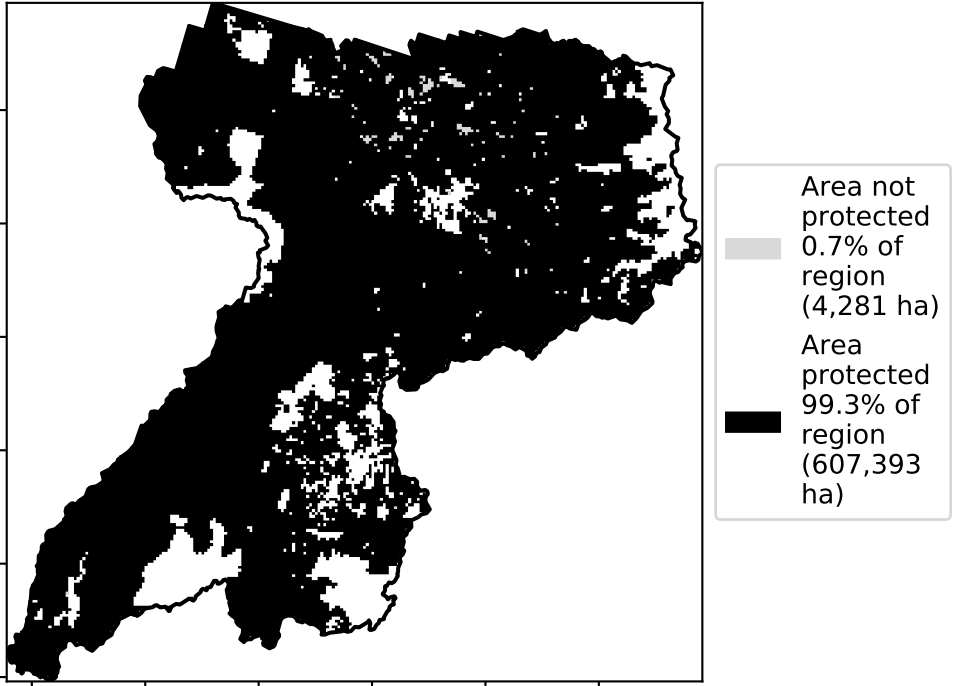 Area not
protected
0.7% of
region
(4,281 ha)
Area
protected
99.3% of
region
(607,393
ha)